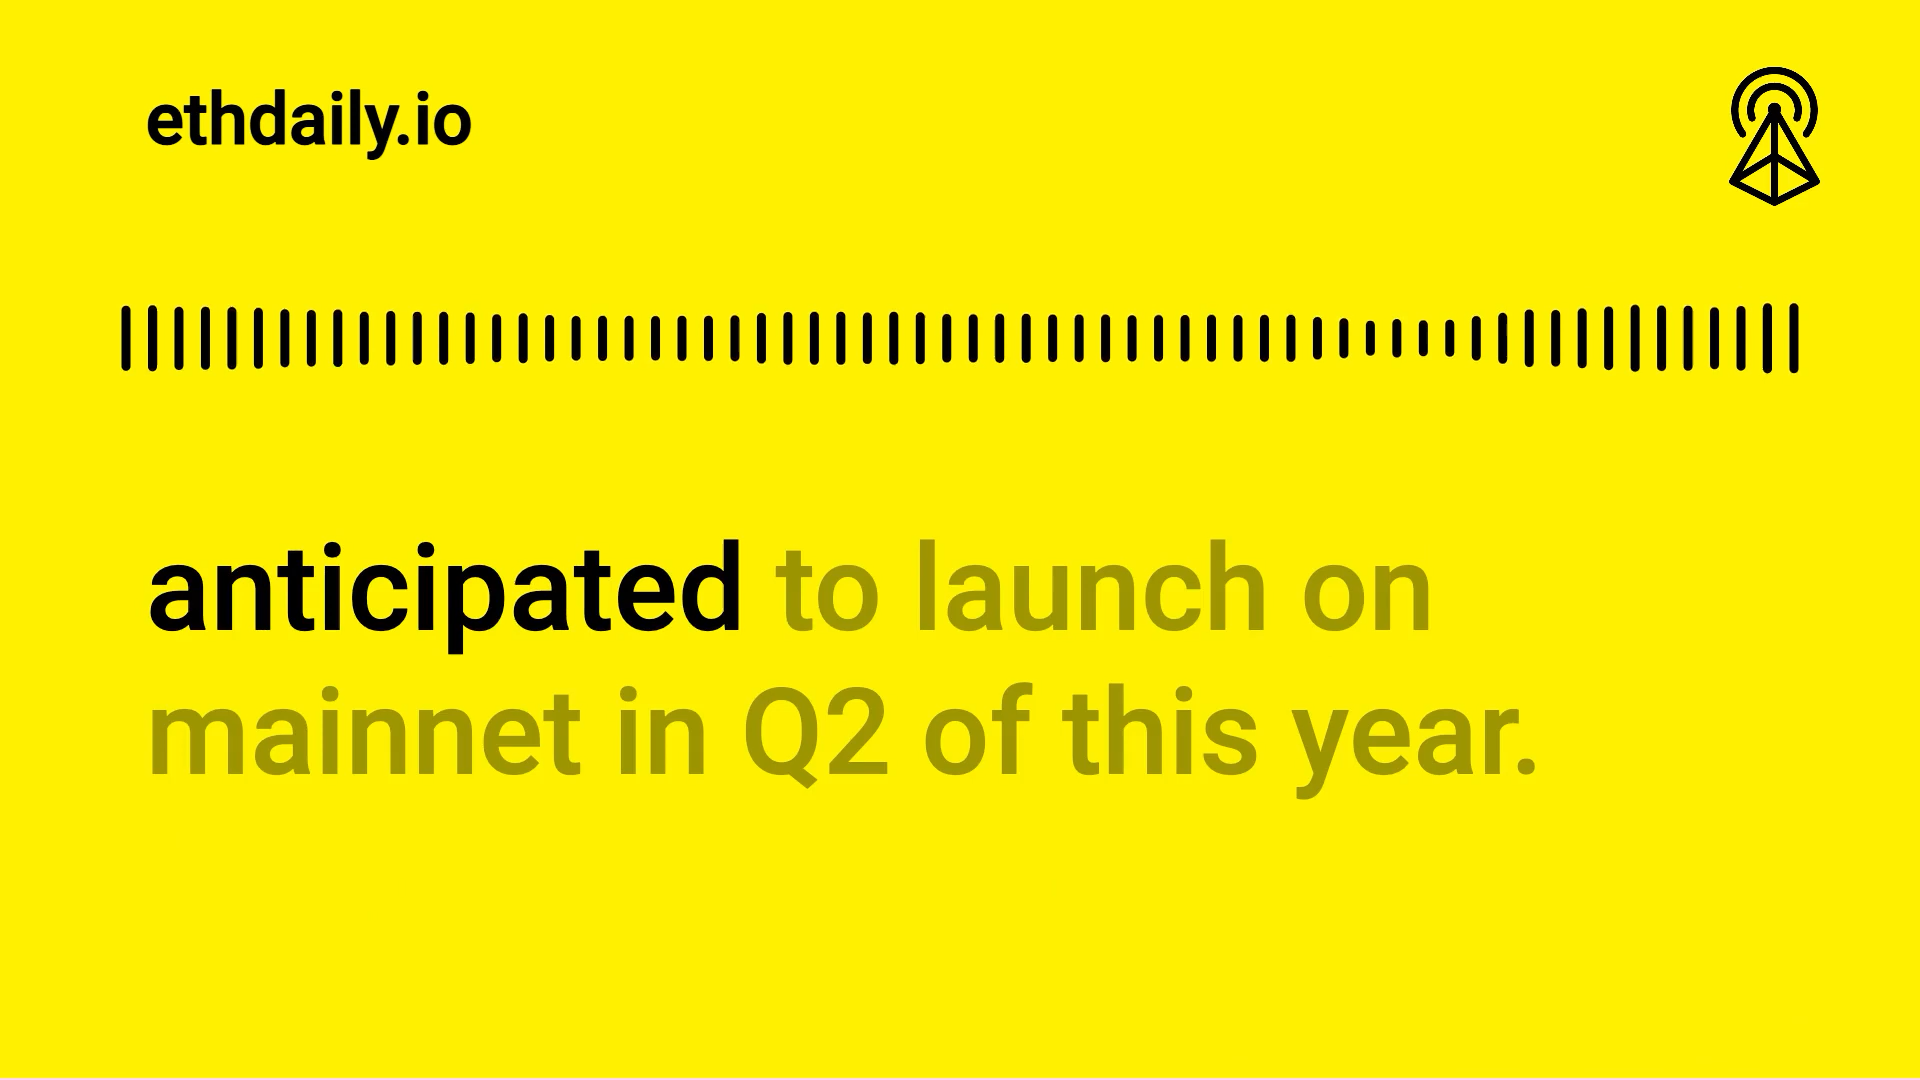 ethdaily.io
anticipated to launch on
mainnet in Q2 of this year.